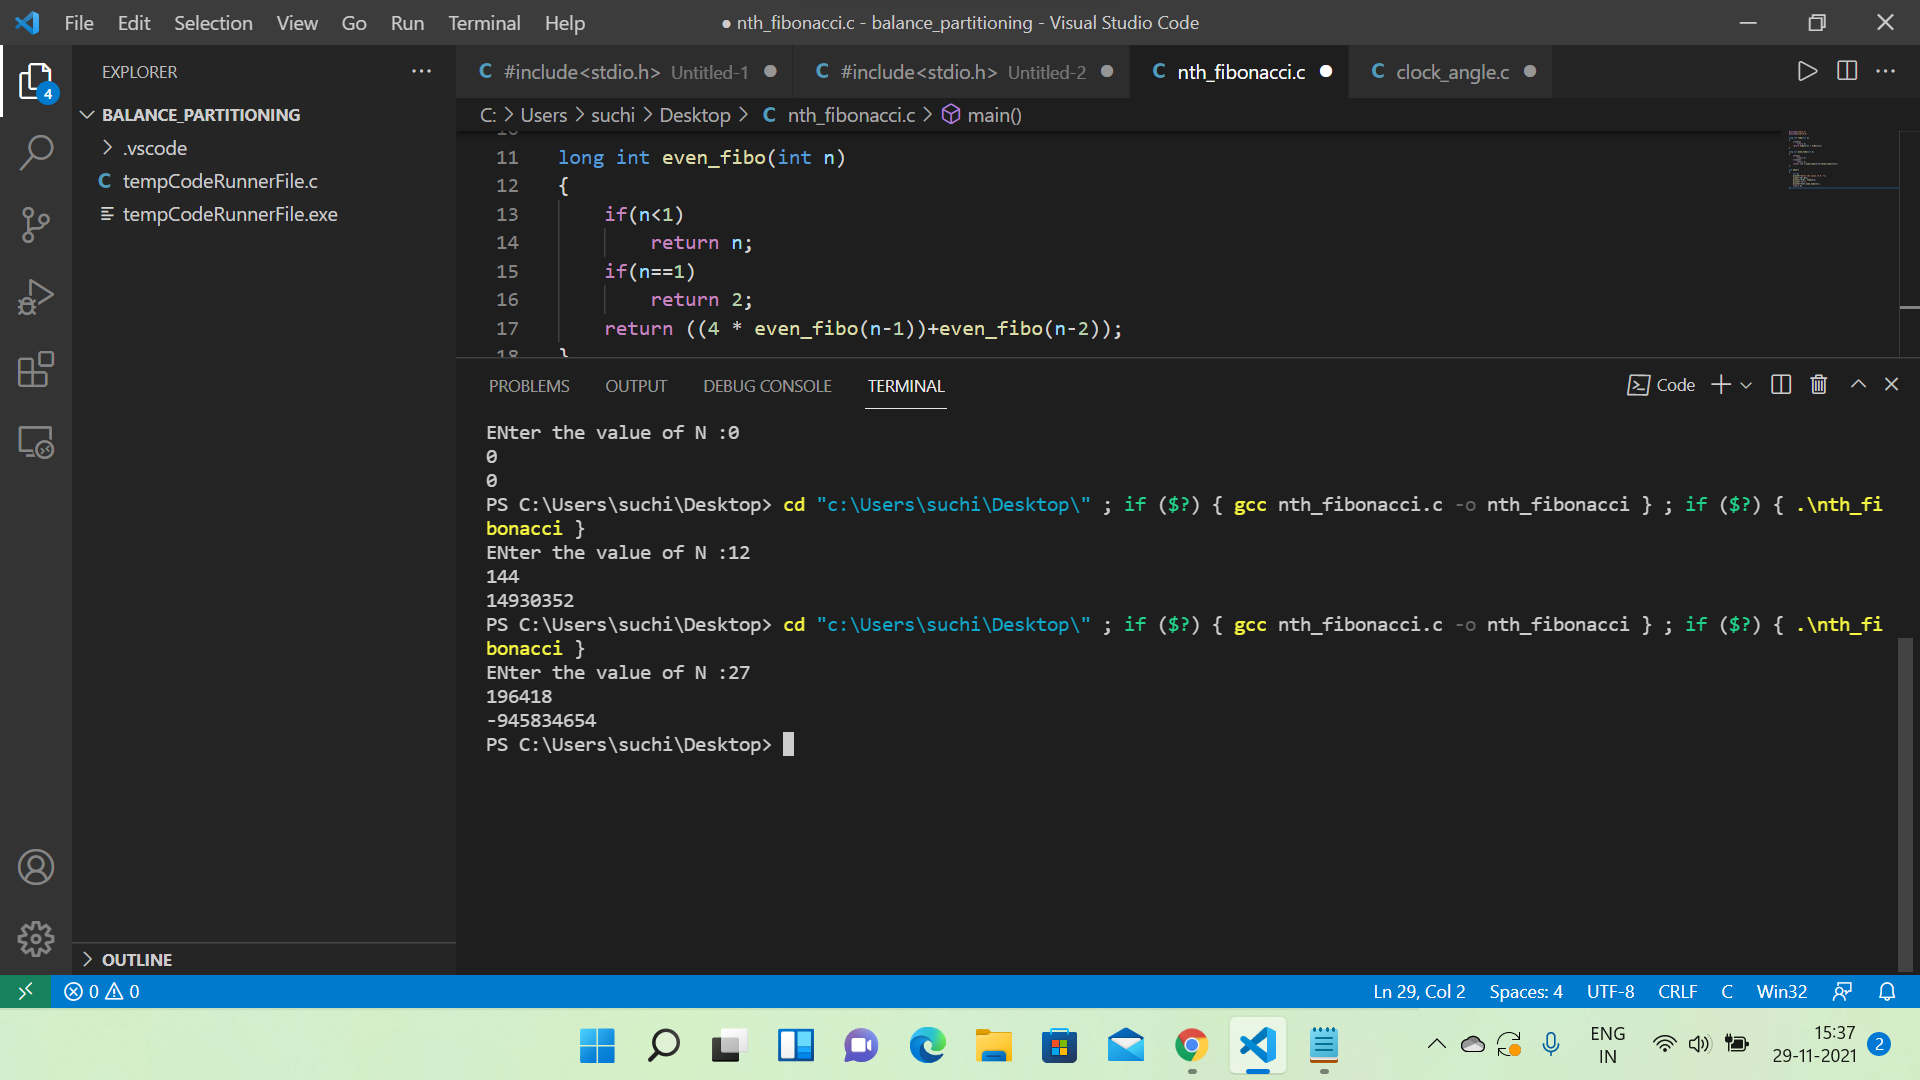 File Edit Selection View Go Run Terminal Help ● nth_fibonacci.c - balance_partitioning - Visual Studio Code
EXPLORER
#include<stdio.h> Untitled-1 #include<stdio.h> Untitled-2 nth_fibonacci.c clock_angle.c
4
BALANCE_PARTITIONING
.vscode
tempCodeRunnerFile.c
tempCodeRunnerFile.exe
OUTLINE
C: > Users > suchi > Desktop > C nth_fibonacci.c > main()
11 long int even_fibo(int n)
12 {
13 if(n<1)
14 return n;
15 if(n==1)
16 return 2;
17 return ((4 * even_fibo(n-1))+even_fibo(n-2));
18 }
PROBLEMS OUTPUT DEBUG CONSOLE TERMINAL Code
ENter the value of N :0
0
0
PS C:\Users\suchi\Desktop> cd "c:\Users\suchi\Desktop\" ; if ($?) { gcc nth_fibonacci.c -o nth_fibonacci } ; if ($?) { .\nth_fi
bonacci }
ENter the value of N :12
144
14930352
PS C:\Users\suchi\Desktop> cd "c:\Users\suchi\Desktop\" ; if ($?) { gcc nth_fibonacci.c -o nth_fibonacci } ; if ($?) { .\nth_fi
bonacci }
ENter the value of N :27
196418
-945834654
PS C:\Users\suchi\Desktop>
0 0 Ln 29, Col 2 Spaces: 4 UTF-8 CRLF C Win32
ENG
IN
15:37
29-11-2021
2